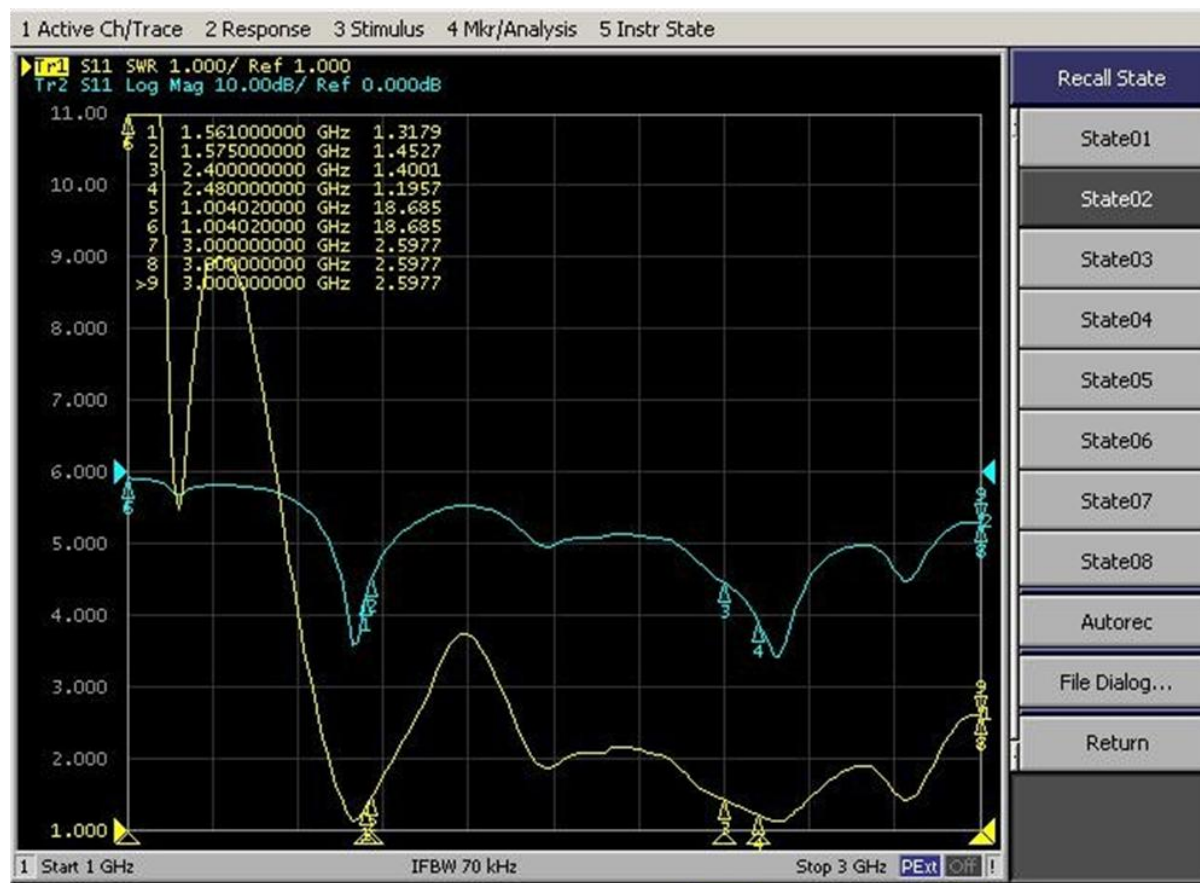 1 Active Ch/Trace 2 Response 3 Stimulus 4 Mkr/Analysis 5 Instr State
Tr1 S11 SWR 1.000/ Ref 1.000
Tr2 S11 Log Mag 10.00dB/ Ref 0.000dB
11.00
10.00
9.000
8.000
7.000
6.000
5.000
4.000
3.000
2.000
1.000
1 1.561000000 GHz 1.3179
2 1.575000000 GHz 1.4527
3 2.400000000 GHz 1.4001
4 2.480000000 GHz 1.1957
5 1.004020000 GHz 18.685
6 1.004020000 GHz 18.685
7 3.000000000 GHz 2.5977
8 3.000000000 GHz 2.5977
>9 3.000000000 GHz 2.5977
6
6
2
1
3
4
1 Start 1 GHz IFBW 70 kHz Stop 3 GHz PExt Off !
Recall State
State01
State02
State03
State04
State05
State06
State07
State08
Autorec
File Dialog...
Return